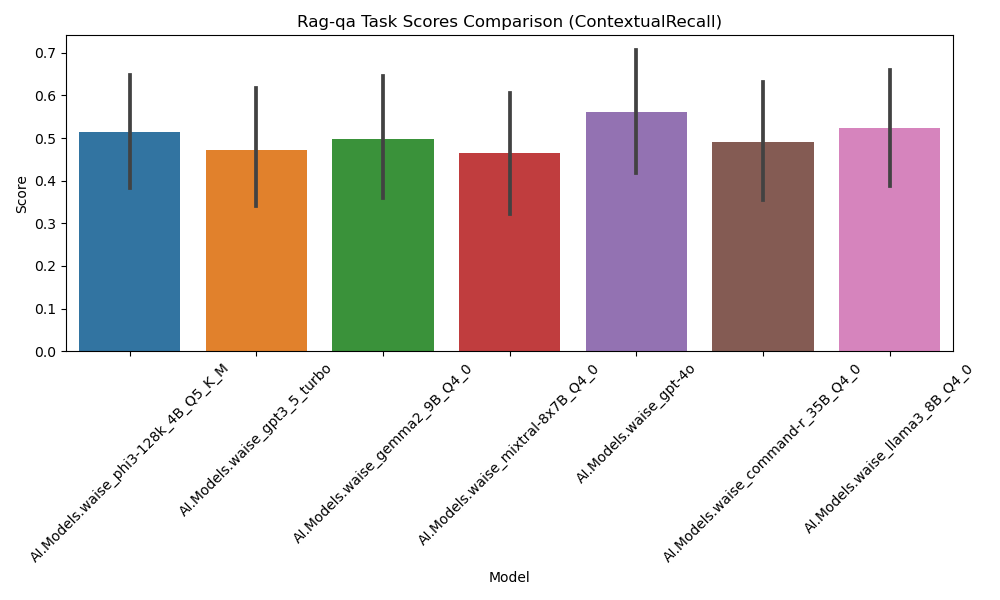 Rag-qa Task Scores Comparison (ContextualRecall)
Score
0.7
0.6
0.5
0.4
0.3
0.2
0.1
0.0
AI.Models.waise_phi3-128k_4B_Q5_K_M
AI.Models.waise_gpt3_5_turbo
AI.Models.waise_gemma2_9B_Q4_0
AI.Models.waise_mixtral-8x7B_Q4_0
AI.Models.waise_gpt-4o
AI.Models.waise_command-r_35B_Q4_0
AI.Models.waise_llama3_8B_Q4_0
Model